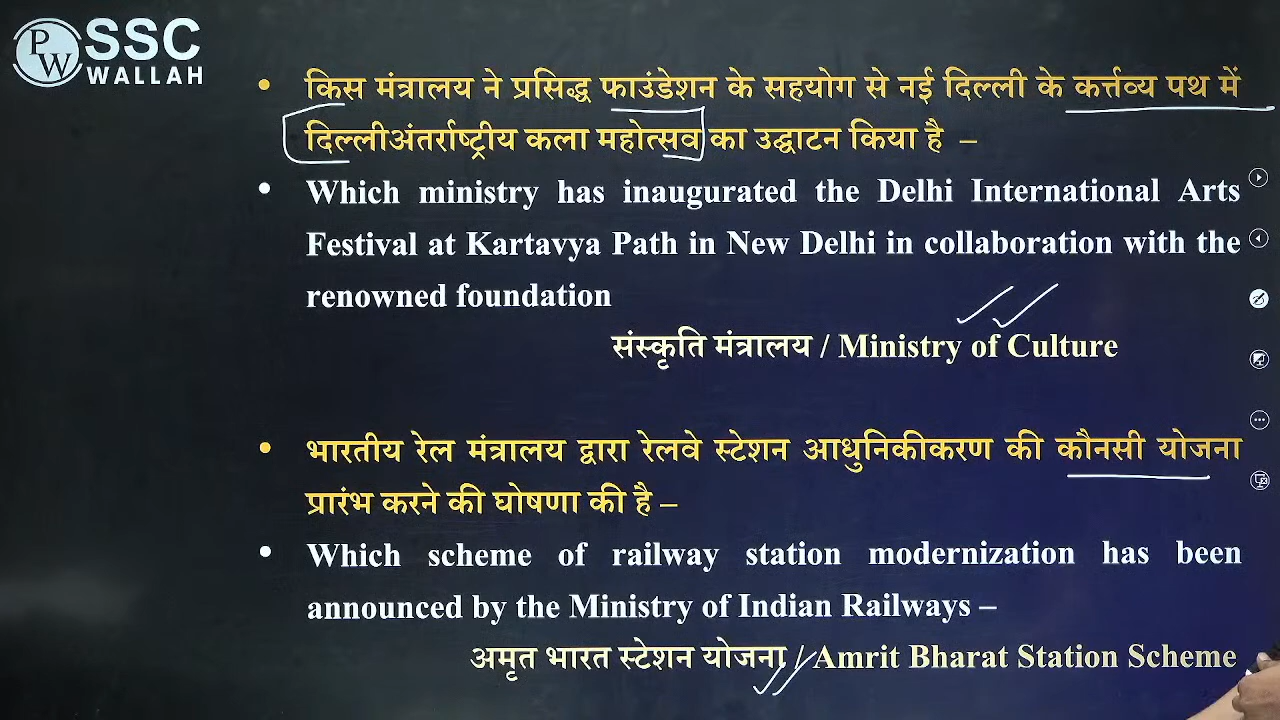 PW SSC
WALLAH
• किस मंत्रालय ने प्रसिद्ध फाउंडेशन के सहयोग से नई दिल्ली के कर्त्तव्य पथ में
दिल्लीअंतर्राष्ट्रीय कला महोत्सव का उद्घाटन किया है –
• Which ministry has inaugurated the Delhi International Arts
Festival at Kartavya Path in New Delhi in collaboration with the
renowned foundation
संस्कृति मंत्रालय / Ministry of Culture
• भारतीय रेल मंत्रालय द्वारा रेलवे स्टेशन आधुनिकीकरण की कौनसी योजना
प्रारंभ करने की घोषणा की है –
• Which scheme of railway station modernization has been
announced by the Ministry of Indian Railways –
अमृत भारत स्टेशन योजना / Amrit Bharat Station Scheme